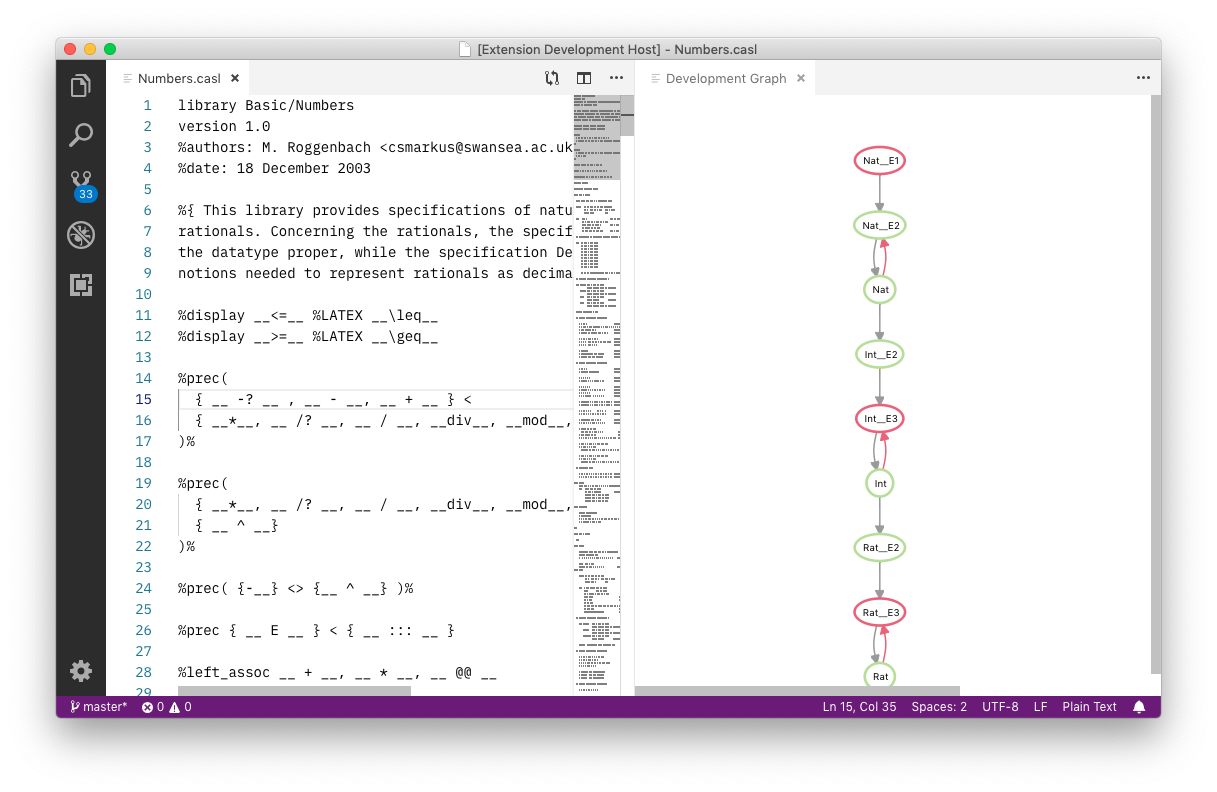 [Extension Development Host] - Numbers.casl
Numbers.casl
Development Graph
33
1 library Basic/Numbers
2 version 1.0
3 %authors: M. Roggenbach <csmarkus@swansea.ac.uk
4 %date: 18 December 2003
5
6 %{ This library provides specifications of natu
7 rationals. Concerning the rationals, the specif
8 the datatype proper, while the specification De
9 notions needed to represent rationals as decima
10
11 %display __<=__ %LATEX __\leq__
12 %display __>=__ %LATEX __\geq__
13
14 %prec(
15 { __ -? __ , __ - __, __ + __ } <
16 { __*__, __ /? __, __ / __, __div__, __mod__,
17 )%
18
19 %prec(
20 { __*__, __ /? __, __ / __, __div__, __mod__,
21 { __ ^ __}
22 )%
23
24 %prec( {-__} <> {__ ^ __} )%
25
26 %prec { __ E __ } < { __ ::: __ }
27
28 %left_assoc __ + __, __ * __, __ @@ __
29
Nat__E1
Nat__E2
Nat
Int__E2
Int__E3
Int
Rat__E2
Rat__E3
Rat
master* 0 0
Ln 15, Col 35 Spaces: 2 UTF-8 LF Plain Text